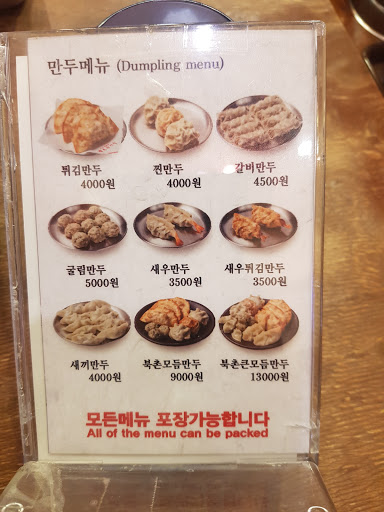 만두메뉴 (Dumpling menu)
튀김만두 찐만두 갈비만두
4000원 4000원 4500원
굴림만두 새우만두 새우튀김만두
5000원 3500원 3500원
새끼만두 북촌모듬만두 북촌큰모듬만두
4000원 9000원 13000원
모든메뉴 포장가능합니다
All of the menu can be packed